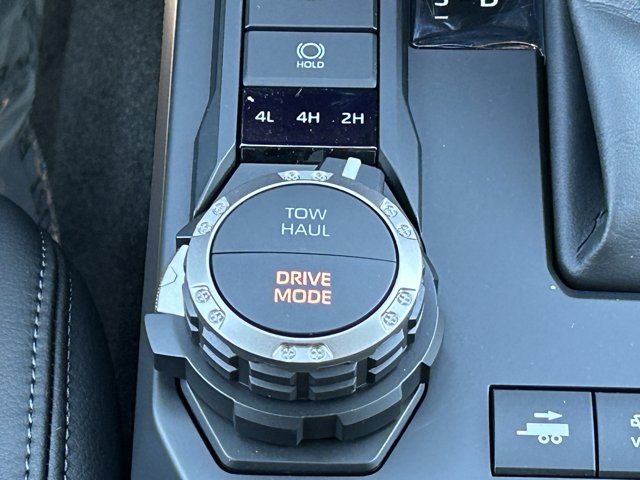 S D
HOLD
4L 4H 2H
TOW
HAUL
DRIVE
MODE